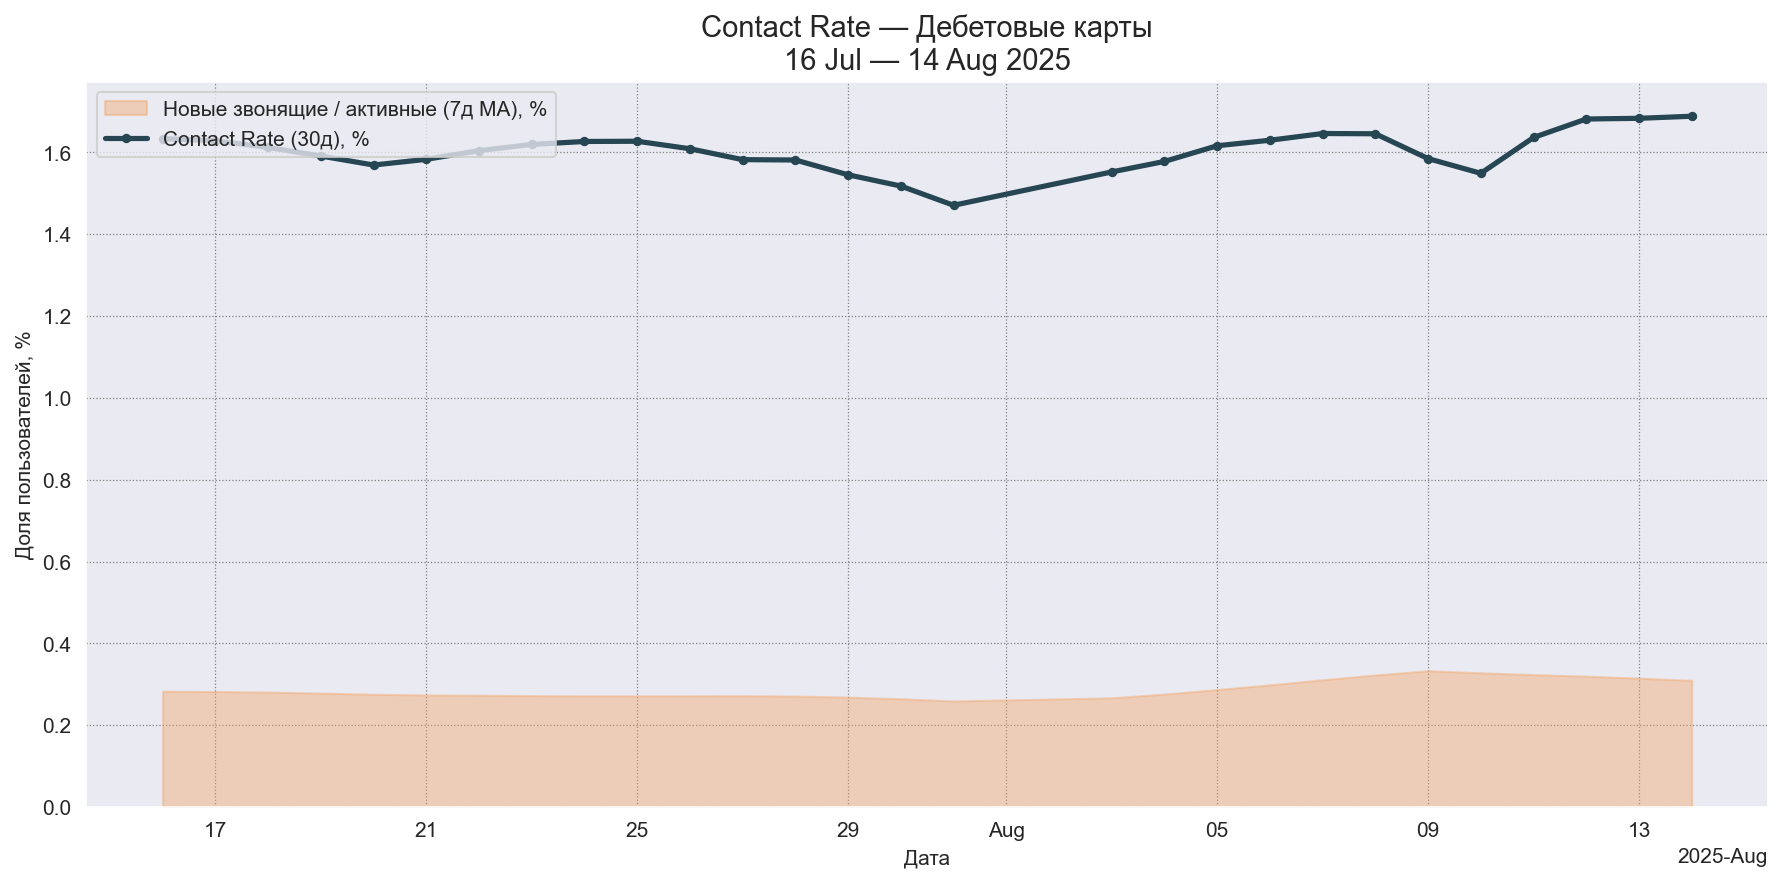 Contact Rate — Дебетовые карты
16 Jul — 14 Aug 2025
Новые звонящие / активные (7д MA), %
Contact Rate (30д), %
Доля пользователей, %
1.6
1.4
1.2
1.0
0.8
0.6
0.4
0.2
0.0
17 21 25 29 Aug 05 09 13
Дата
2025-Aug